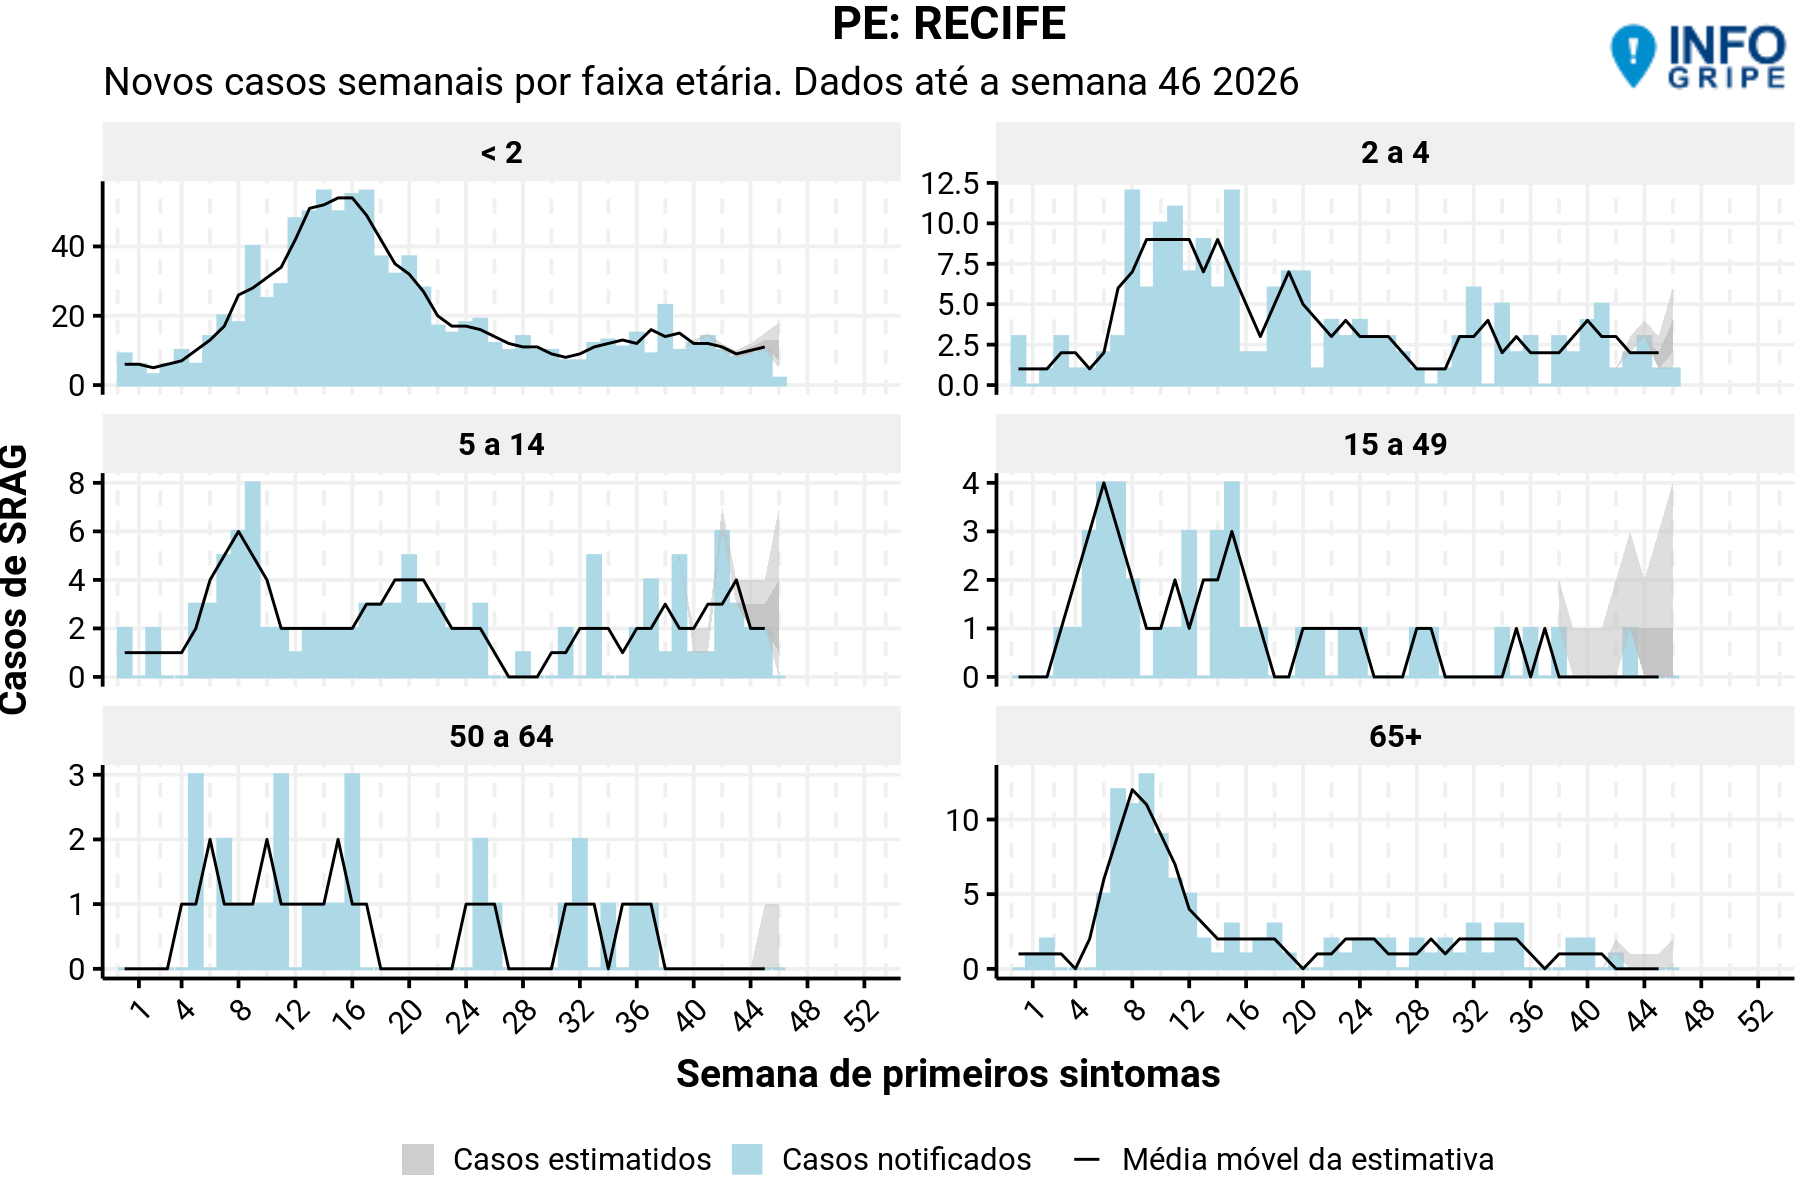 PE: RECIFE
INFO
GRIPE
Novos casos semanais por faixa etária. Dados até a semana 46 2026
< 2
2 a 4
40
20
0
12.5
10.0
7.5
5.0
2.5
0.0
5 a 14
15 a 49
8
6
4
2
0
4
3
2
1
0
Casos de SRAG
50 a 64
65+
3
2
1
0
10
5
0
1 4 8 12 16 20 24 28 32 36 40 44 48 52
1 4 8 12 16 20 24 28 32 36 40 44 48 52
Semana de primeiros sintomas
Casos estimatidos Casos notificados Média móvel da estimativa